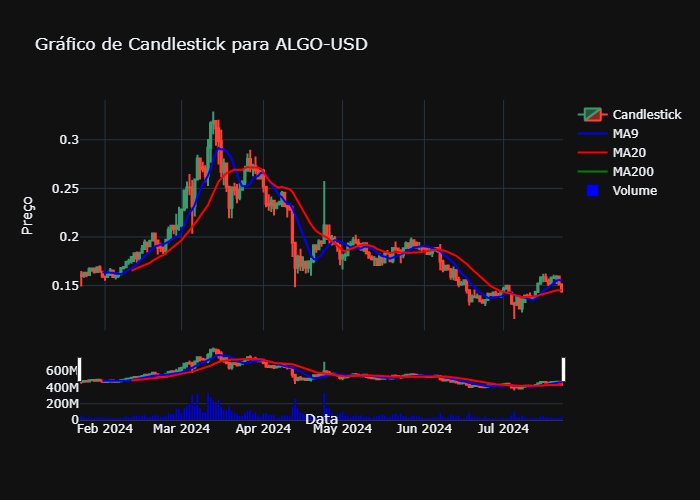 Gráfico de Candlestick para ALGO-USD
Candlestick
MA9
MA20
MA200
Volume
Preço
0.3
0.25
0.2
0.15
600M
400M
200M
0
Feb 2024
Mar 2024
Apr 2024
May 2024
Jun 2024
Jul 2024
Data